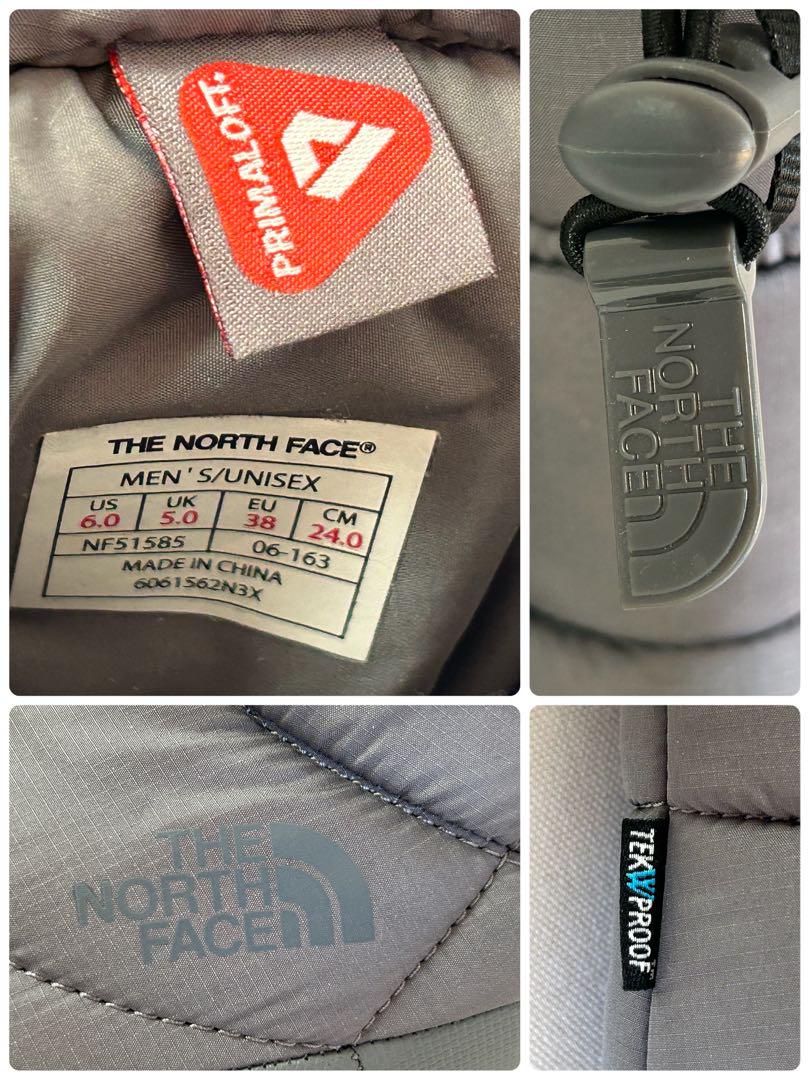 PRIMALOFT.
THE NORTH FACE®
MEN'S/UNISEX
US UK EU CM
6.0 5.0 38 24.0
NF51585 06-163
MADE IN CHINA
6061562N3X
THE
NORTH
FACE
THE
NORTH
FACE
TEKWPROOF™